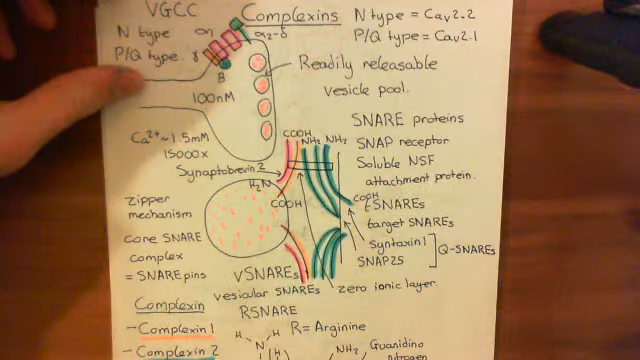 VGCC
Complexins
N type
P/Q type.
α1
α2-δ
γ
β
N type = Cav2.2
P/Q type = Cav2.1
Readily releasable
vesicle pool.
100nM
Ca2+ ~ 1.5mM
15000x
SNARE proteins
SNAP receptor
Soluble NSF
attachment protein.
COOH
NH2 NH2
Synaptobrevin 2
H2N
COOH
COOH
tSNAREs
target SNAREs
syntaxin 1
SNAP25
Q-SNAREs
zipper
mechanism
core SNARE
complex
= SNAREpins
vSNAREs
vesicular SNAREs
zero ionic layer.
Complexin
- Complexin 1
- Complexin 2
RSNARE
R = Arginine
H
H
N
(H)
NH2
Guanidino
nitrogen